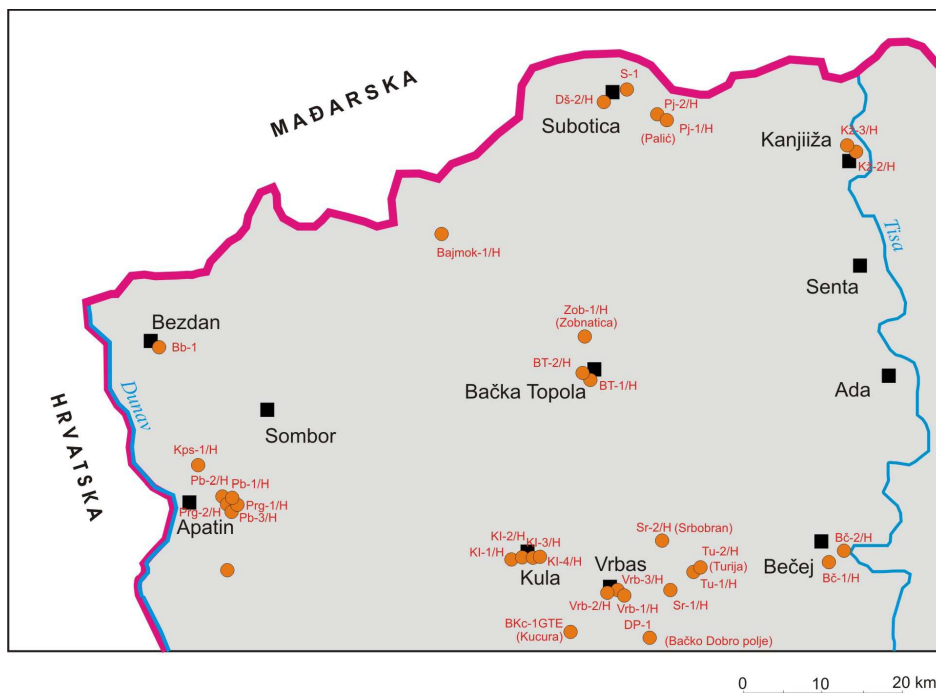 MAĐARSKA
S-1
Dš-2/H
Pj-2/H
Subotica
(Palić)
Pj-1/H
Kž-3/H
Kanjiiža
Kž-2/H
Tisa
Bajmok-1/H
Senta
Zob-1/H
(Zobnatica)
Bezdan
Bb-1
BT-2/H
BT-1/H
Bačka Topola
Ada
Dunav
HRVATSKA
Sombor
Kps-1/H
Pb-2/H
Pb-1/H
Prg-2/H
Prg-1/H
Pb-3/H
Apatin
Kl-2/H
Kl-3/H
Kl-1/H
Kl-4/H
Kula
Sr-2/H (Srbobran)
Bč-2/H
Tu-2/H
(Turija)
Tu-1/H
Bečej
Bč-1/H
Vrbas
Vrb-3/H
Vrb-2/H
Vrb-1/H
Sr-1/H
BKc-1GTE
(Kucura)
DP-1
(Bačko Dobro polje)
0 10 20 km